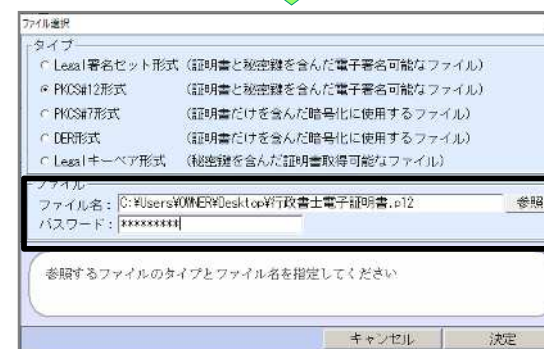 ファイル選択
タイプ
Legal署名セット形式 (証明書と秘密鍵を含んだ電子署名可能なファイル)
PKCS#12形式 (証明書と秘密鍵を含んだ電子署名可能なファイル)
PKCS#7形式 (証明書だけを含んだ暗号化に使用するファイル)
DER形式 (証明書だけを含んだ暗号化に使用するファイル)
Legalキーペア形式 (秘密鍵を含んだ証明書取得可能なファイル)
ファイル
ファイル名: C:¥Users¥OWNER¥Desktop¥行政書士電子証明書.p12 参照
パスワード: *********
参照するファイルのタイプとファイル名を指定してください
キャンセル 決定